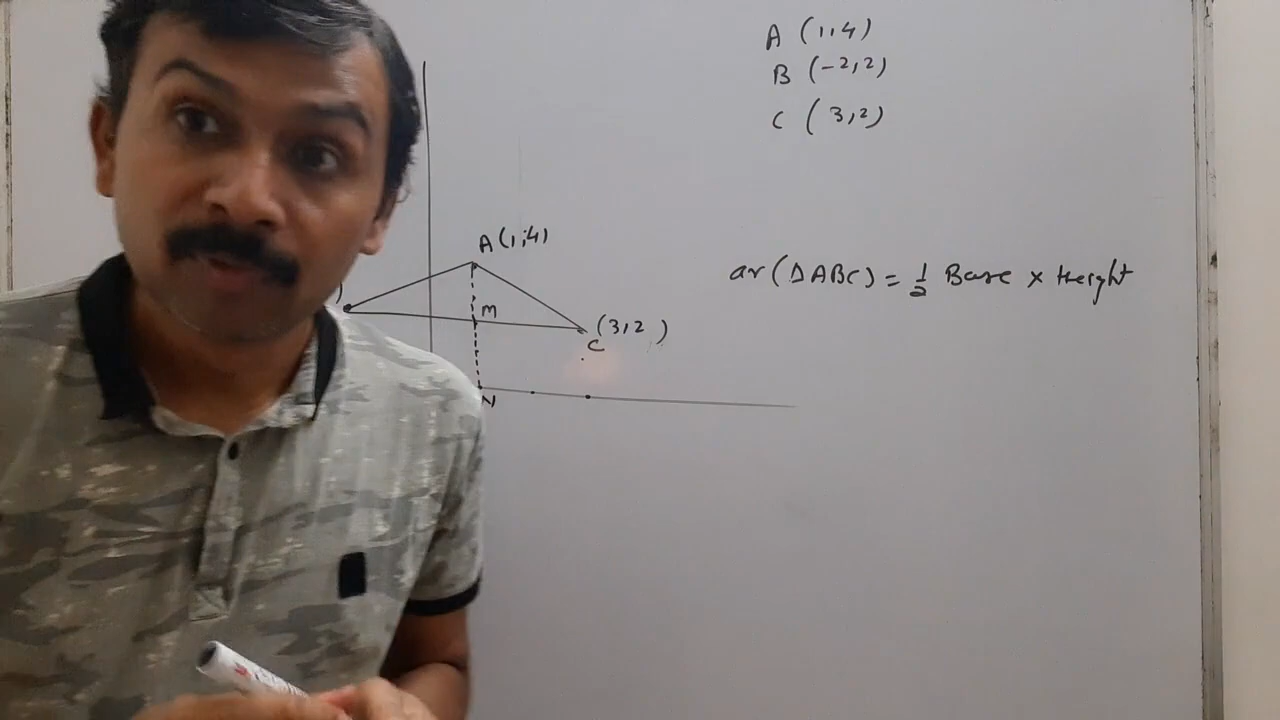 A (1,4)
B (-2,2)
C (3,2)
A (1,4)
)
M
(3,2 )
C
N
ar(ΔABC) = 1/2 Base × Height